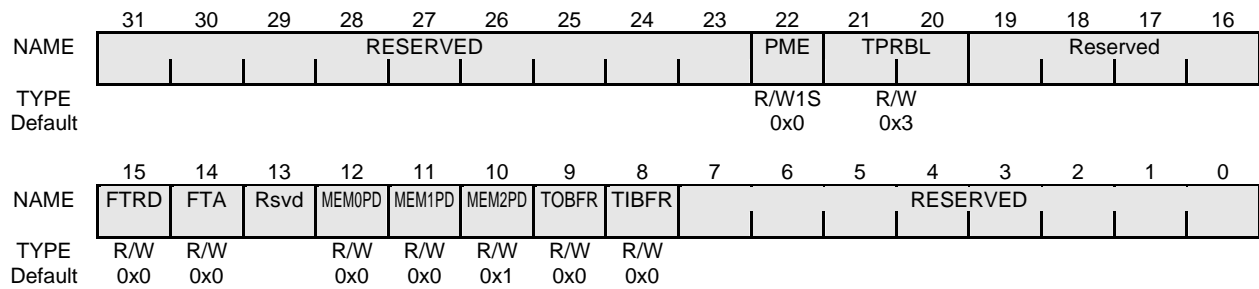 31 30 29 28 27 26 25 24 23 22 21 20 19 18 17 16
NAME RESERVED PME TPRBL Reserved
TYPE R/W1S R/W
Default 0x0 0x3
15 14 13 12 11 10 9 8 7 6 5 4 3 2 1 0
NAME FTRD FTA Rsvd MEM0PD MEM1PD MEM2PD TOBFR TIBFR RESERVED
TYPE R/W R/W R/W R/W R/W R/W R/W
Default 0x0 0x0 0x0 0x0 0x1 0x0 0x0